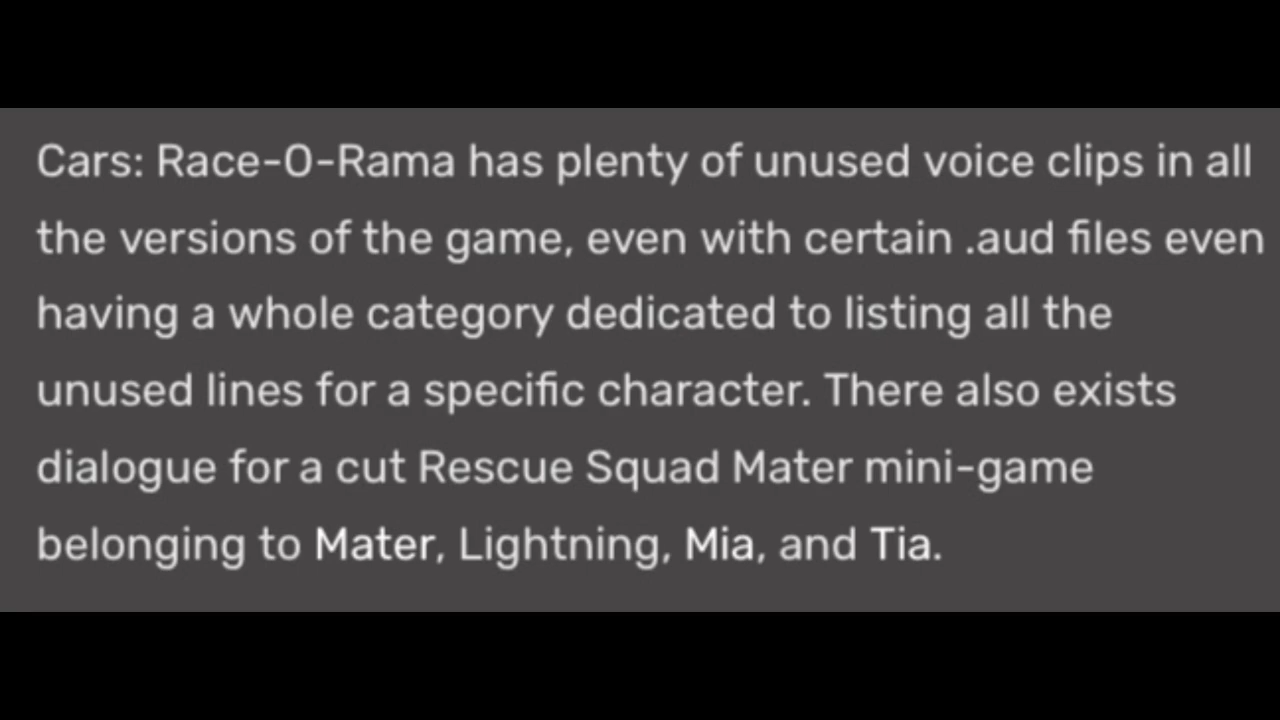 Cars: Race-O-Rama has plenty of unused voice clips in all
the versions of the game, even with certain .aud files even
having a whole category dedicated to listing all the
unused lines for a specific character. There also exists
dialogue for a cut Rescue Squad Mater mini-game
belonging to Mater, Lightning, Mia, and Tia.